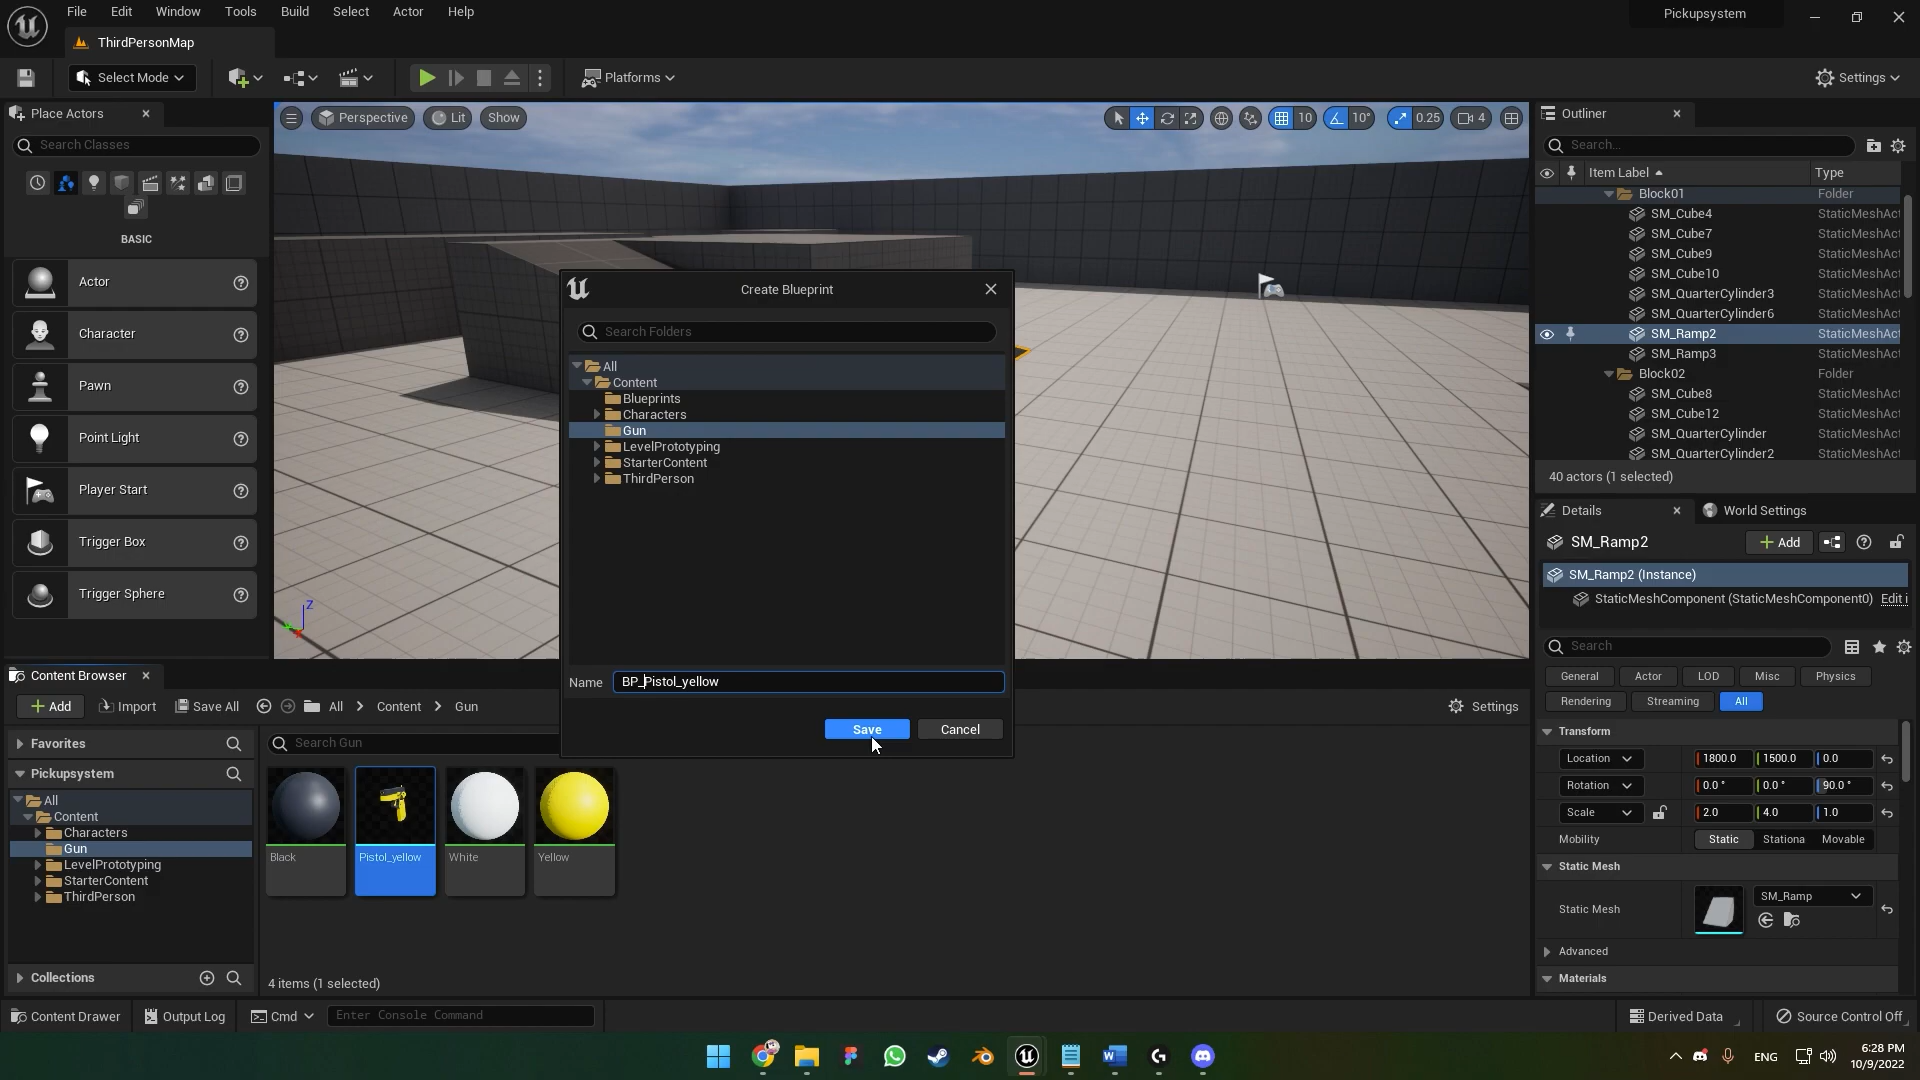 File Edit Window Tools Build Select Actor Help
Pickupsystem
ThirdPersonMap
Select Mode
Platforms
Settings
Place Actors
Search Classes
BASIC
Actor
Character
Pawn
Point Light
Player Start
Trigger Box
Trigger Sphere
Perspective Lit Show
10 10° 0.25 4
Create Blueprint
Search Folders
All
Content
Blueprints
Characters
Gun
LevelPrototyping
StarterContent
ThirdPerson
Name BP_Pistol_yellow
Save Cancel
Outliner
Search...
Item Label Type
Block01 Folder
SM_Cube4 StaticMeshAct
SM_Cube7 StaticMeshAct
SM_Cube9 StaticMeshAct
SM_Cube10 StaticMeshAct
SM_QuarterCylinder3 StaticMeshAct
SM_QuarterCylinder6 StaticMeshAct
SM_Ramp2 StaticMeshAct
SM_Ramp3 StaticMeshAct
Block02 Folder
SM_Cube8 StaticMeshAct
SM_Cube12 StaticMeshAct
SM_QuarterCylinder StaticMeshAct
SM_QuarterCylinder2 StaticMeshAct
40 actors (1 selected)
Details World Settings
SM_Ramp2 Add
SM_Ramp2 (Instance)
StaticMeshComponent (StaticMeshComponent0) Edit i
Search
General Actor LOD Misc Physics
Rendering Streaming All
Transform
Location 1800.0 1500.0 0.0
Rotation 0.0 ° 0.0 ° 90.0 °
Scale 2.0 4.0 1.0
Mobility Static Stationa Movable
Static Mesh
Static Mesh SM_Ramp
Advanced
Materials
Content Browser
Add Import Save All All Content Gun
Settings
Favorites
Pickupsystem
All
Content
Characters
Gun
LevelPrototyping
StarterContent
ThirdPerson
Collections
Search Gun
Black Pistol_yellow White Yellow
4 items (1 selected)
Content Drawer Output Log Cmd Enter Console Command
Derived Data Source Control Off
ENG
6:28 PM
10/9/2022